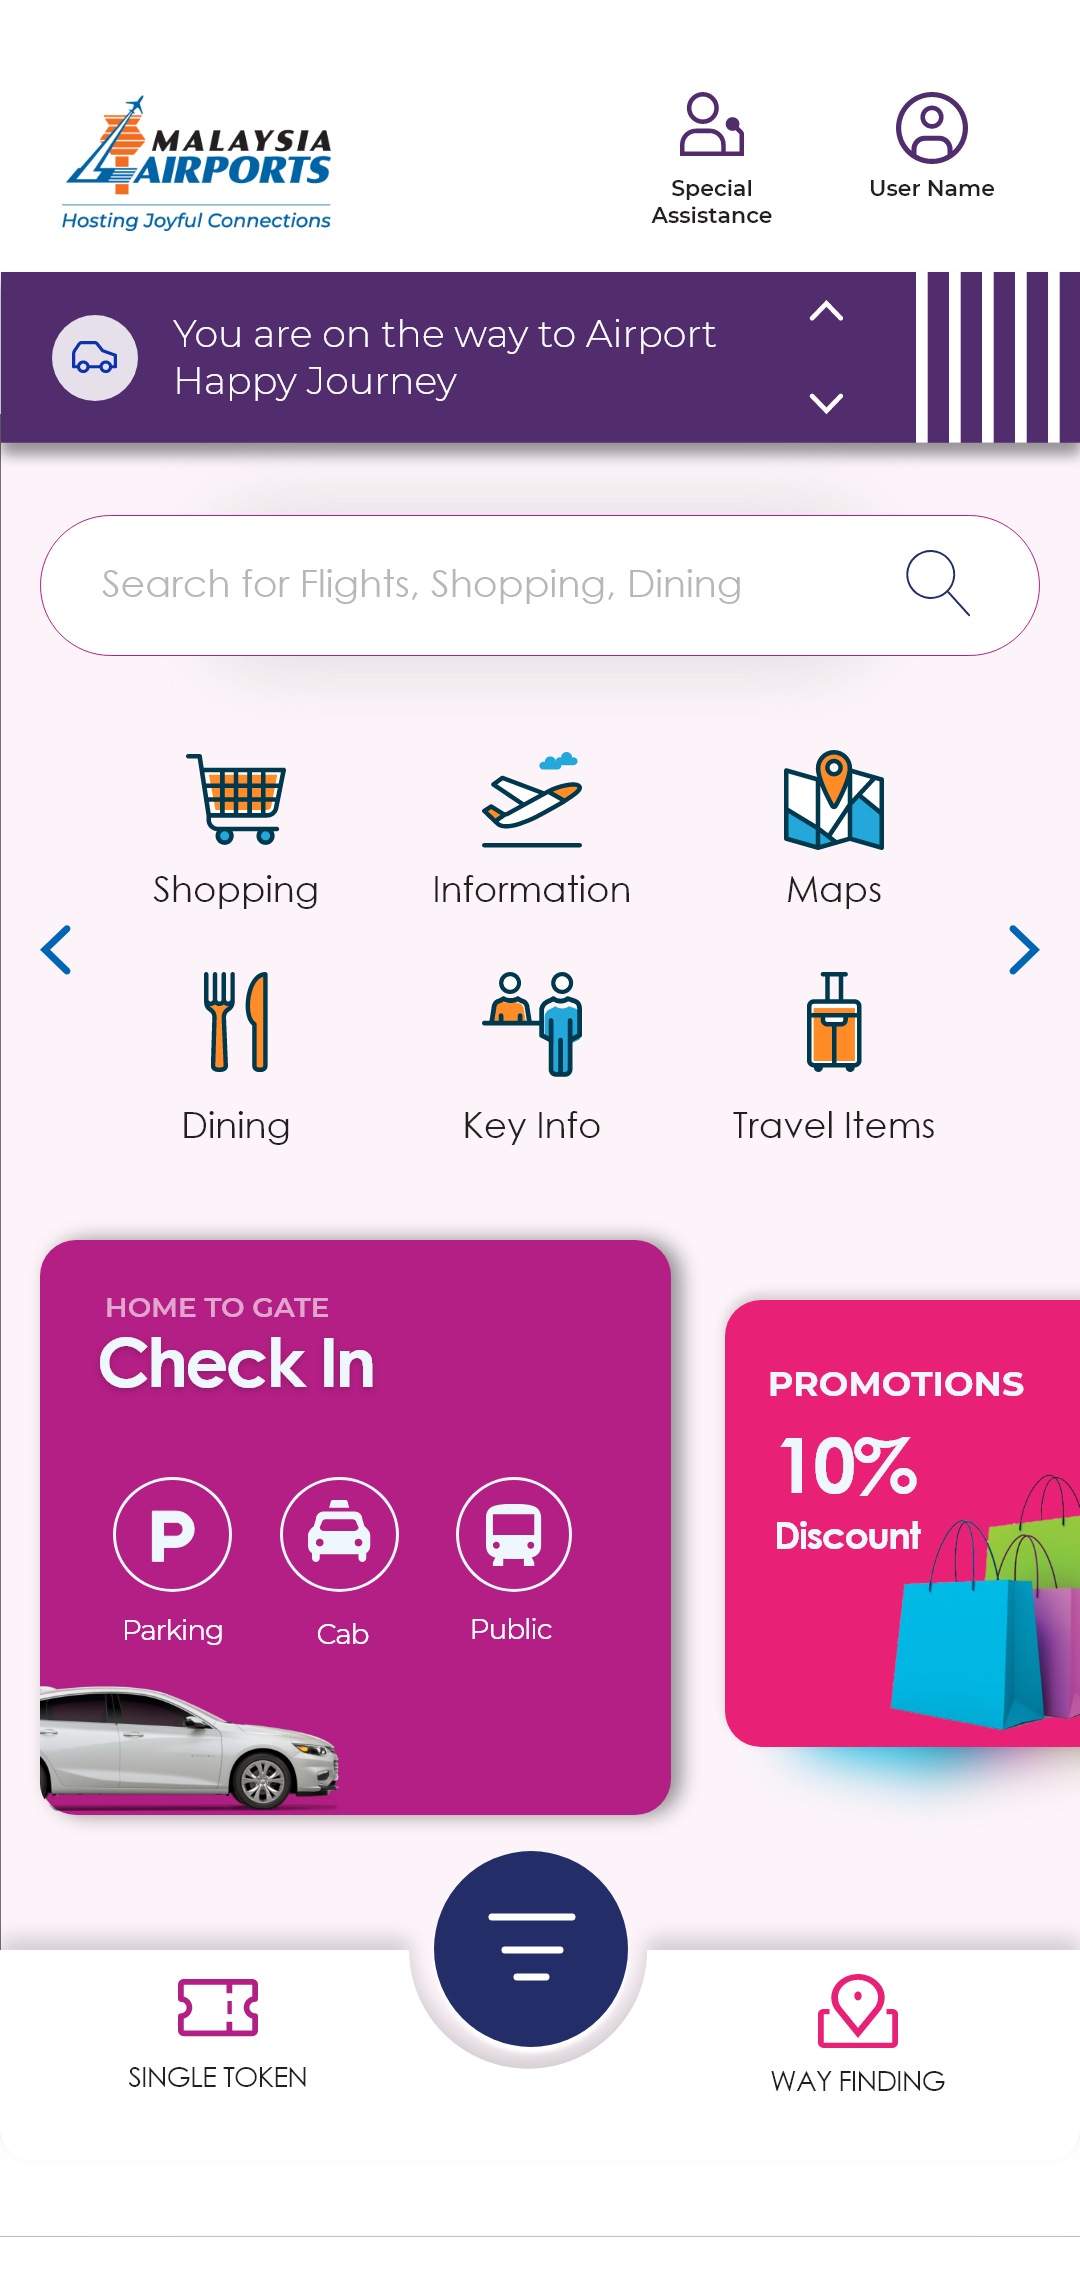 MALAYSIA
AIRPORTS
Hosting Joyful Connections
Special
Assistance
User Name
You are on the way to Airport
Happy Journey
Search for Flights, Shopping, Dining
Shopping
Information
Maps
Dining
Key Info
Travel Items
HOME TO GATE
Check In
P
Parking
Cab
Public
PROMOTIONS
10%
Discount
SINGLE TOKEN
WAY FINDING